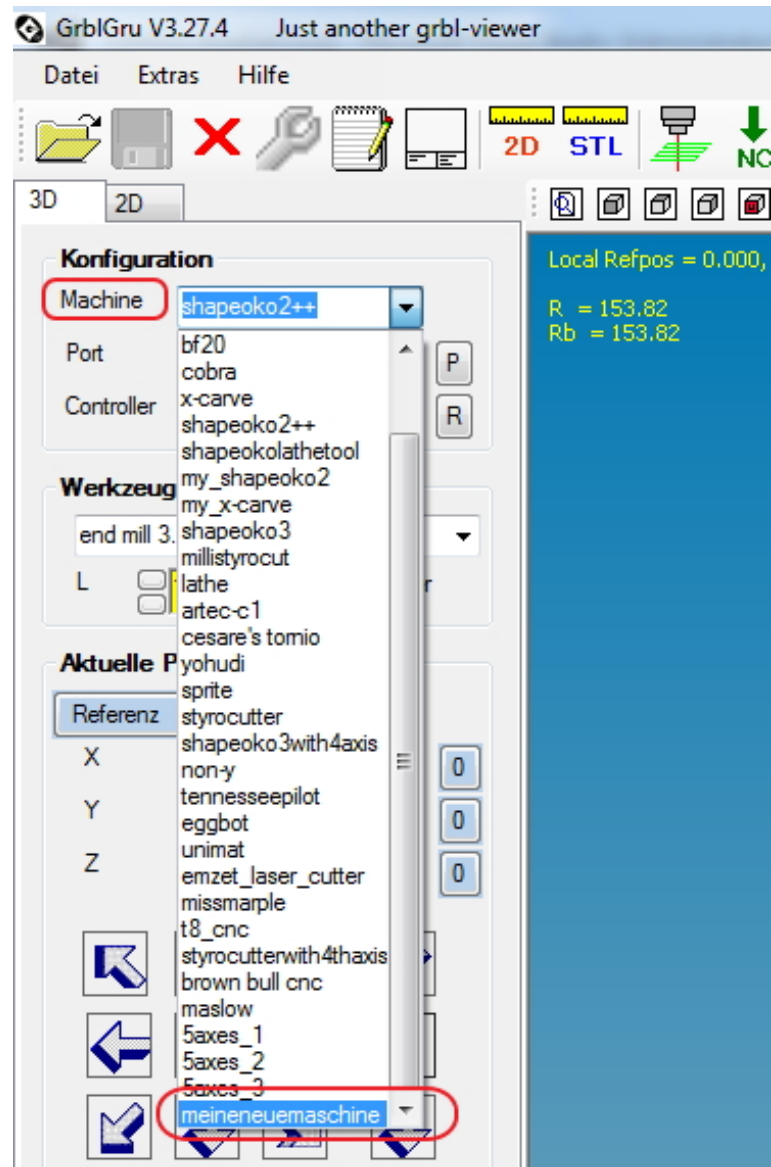 GrblGru V3.27.4 Just another grbl-viewer
Datei Extras Hilfe
2D STL NC
3D 2D
Konfiguration
Machine shapeoko2++
Port P
Controller R
bf20
cobra
x-carve
shapeoko2++
shapeokolathetool
my_shapeoko2
my_x-carve
shapeoko3
millistyrocut
lathe
artec-c1
cesare's tornio
yohudi
sprite
styrocutter
shapeoko3with4axis
non-y
tennesseepilot
eggbot
unimat
emzet_laser_cutter
missmarple
t8_cnc
styrocutterwith4thaxis
brown bull cnc
maslow
5axes_1
5axes_2
5axes_3
meineneuemaschine
Werkzeug
end mill 3.
L
Aktuelle P
Referenz
X 0
Y 0
Z 0
Local Refpos = 0.000,
R = 153.82
Rb = 153.82